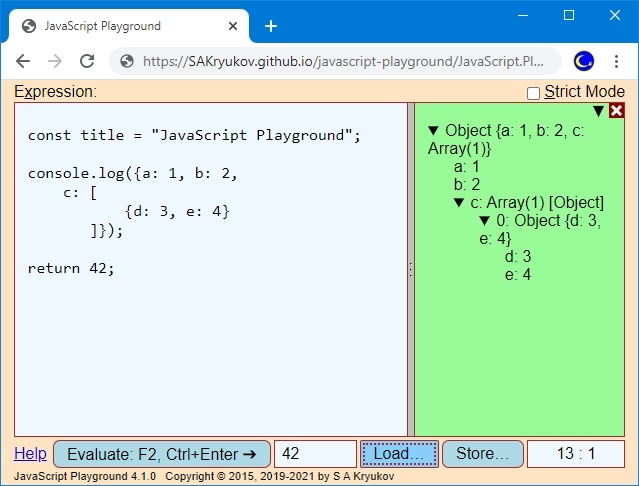 JavaScript Playground
https://SAKryukov.github.io/javascript-playground/JavaScript.Pl...
Expression:
Strict Mode
const title = "JavaScript Playground";
console.log({a: 1, b: 2,
c: [
{d: 3, e: 4}
]});
return 42;
▼ Object {a: 1, b: 2, c:
Array(1)}
a: 1
b: 2
▼ c: Array(1) [Object]
▼ 0: Object {d: 3,
e: 4}
d: 3
e: 4
Help
Evaluate: F2, Ctrl+Enter ➔
42
Load...
Store...
13 : 1
JavaScript Playground 4.1.0 Copyright © 2015, 2019-2021 by S A Kryukov